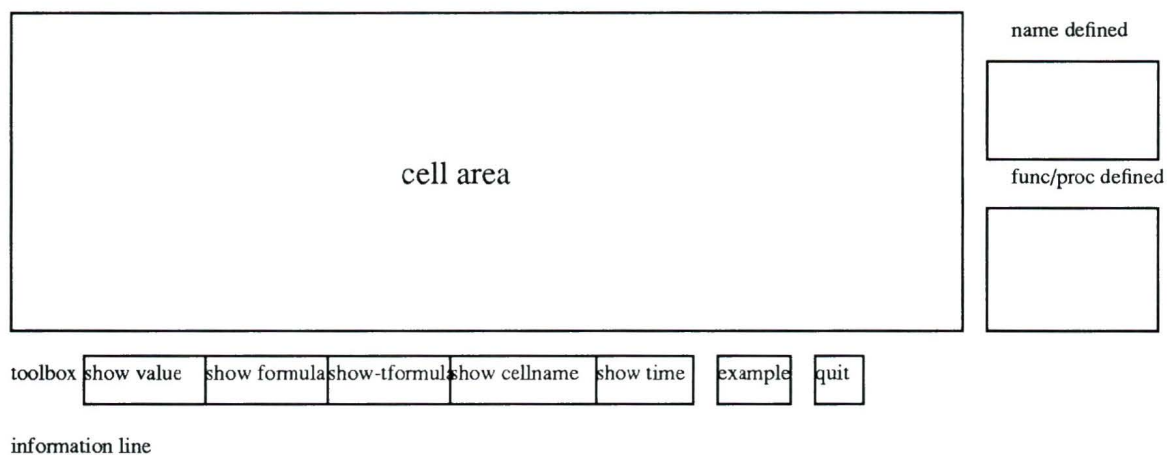 name defined
cell area
func/proc defined
toolbox show value show formula show-tformula show cellname show time example quit
information line